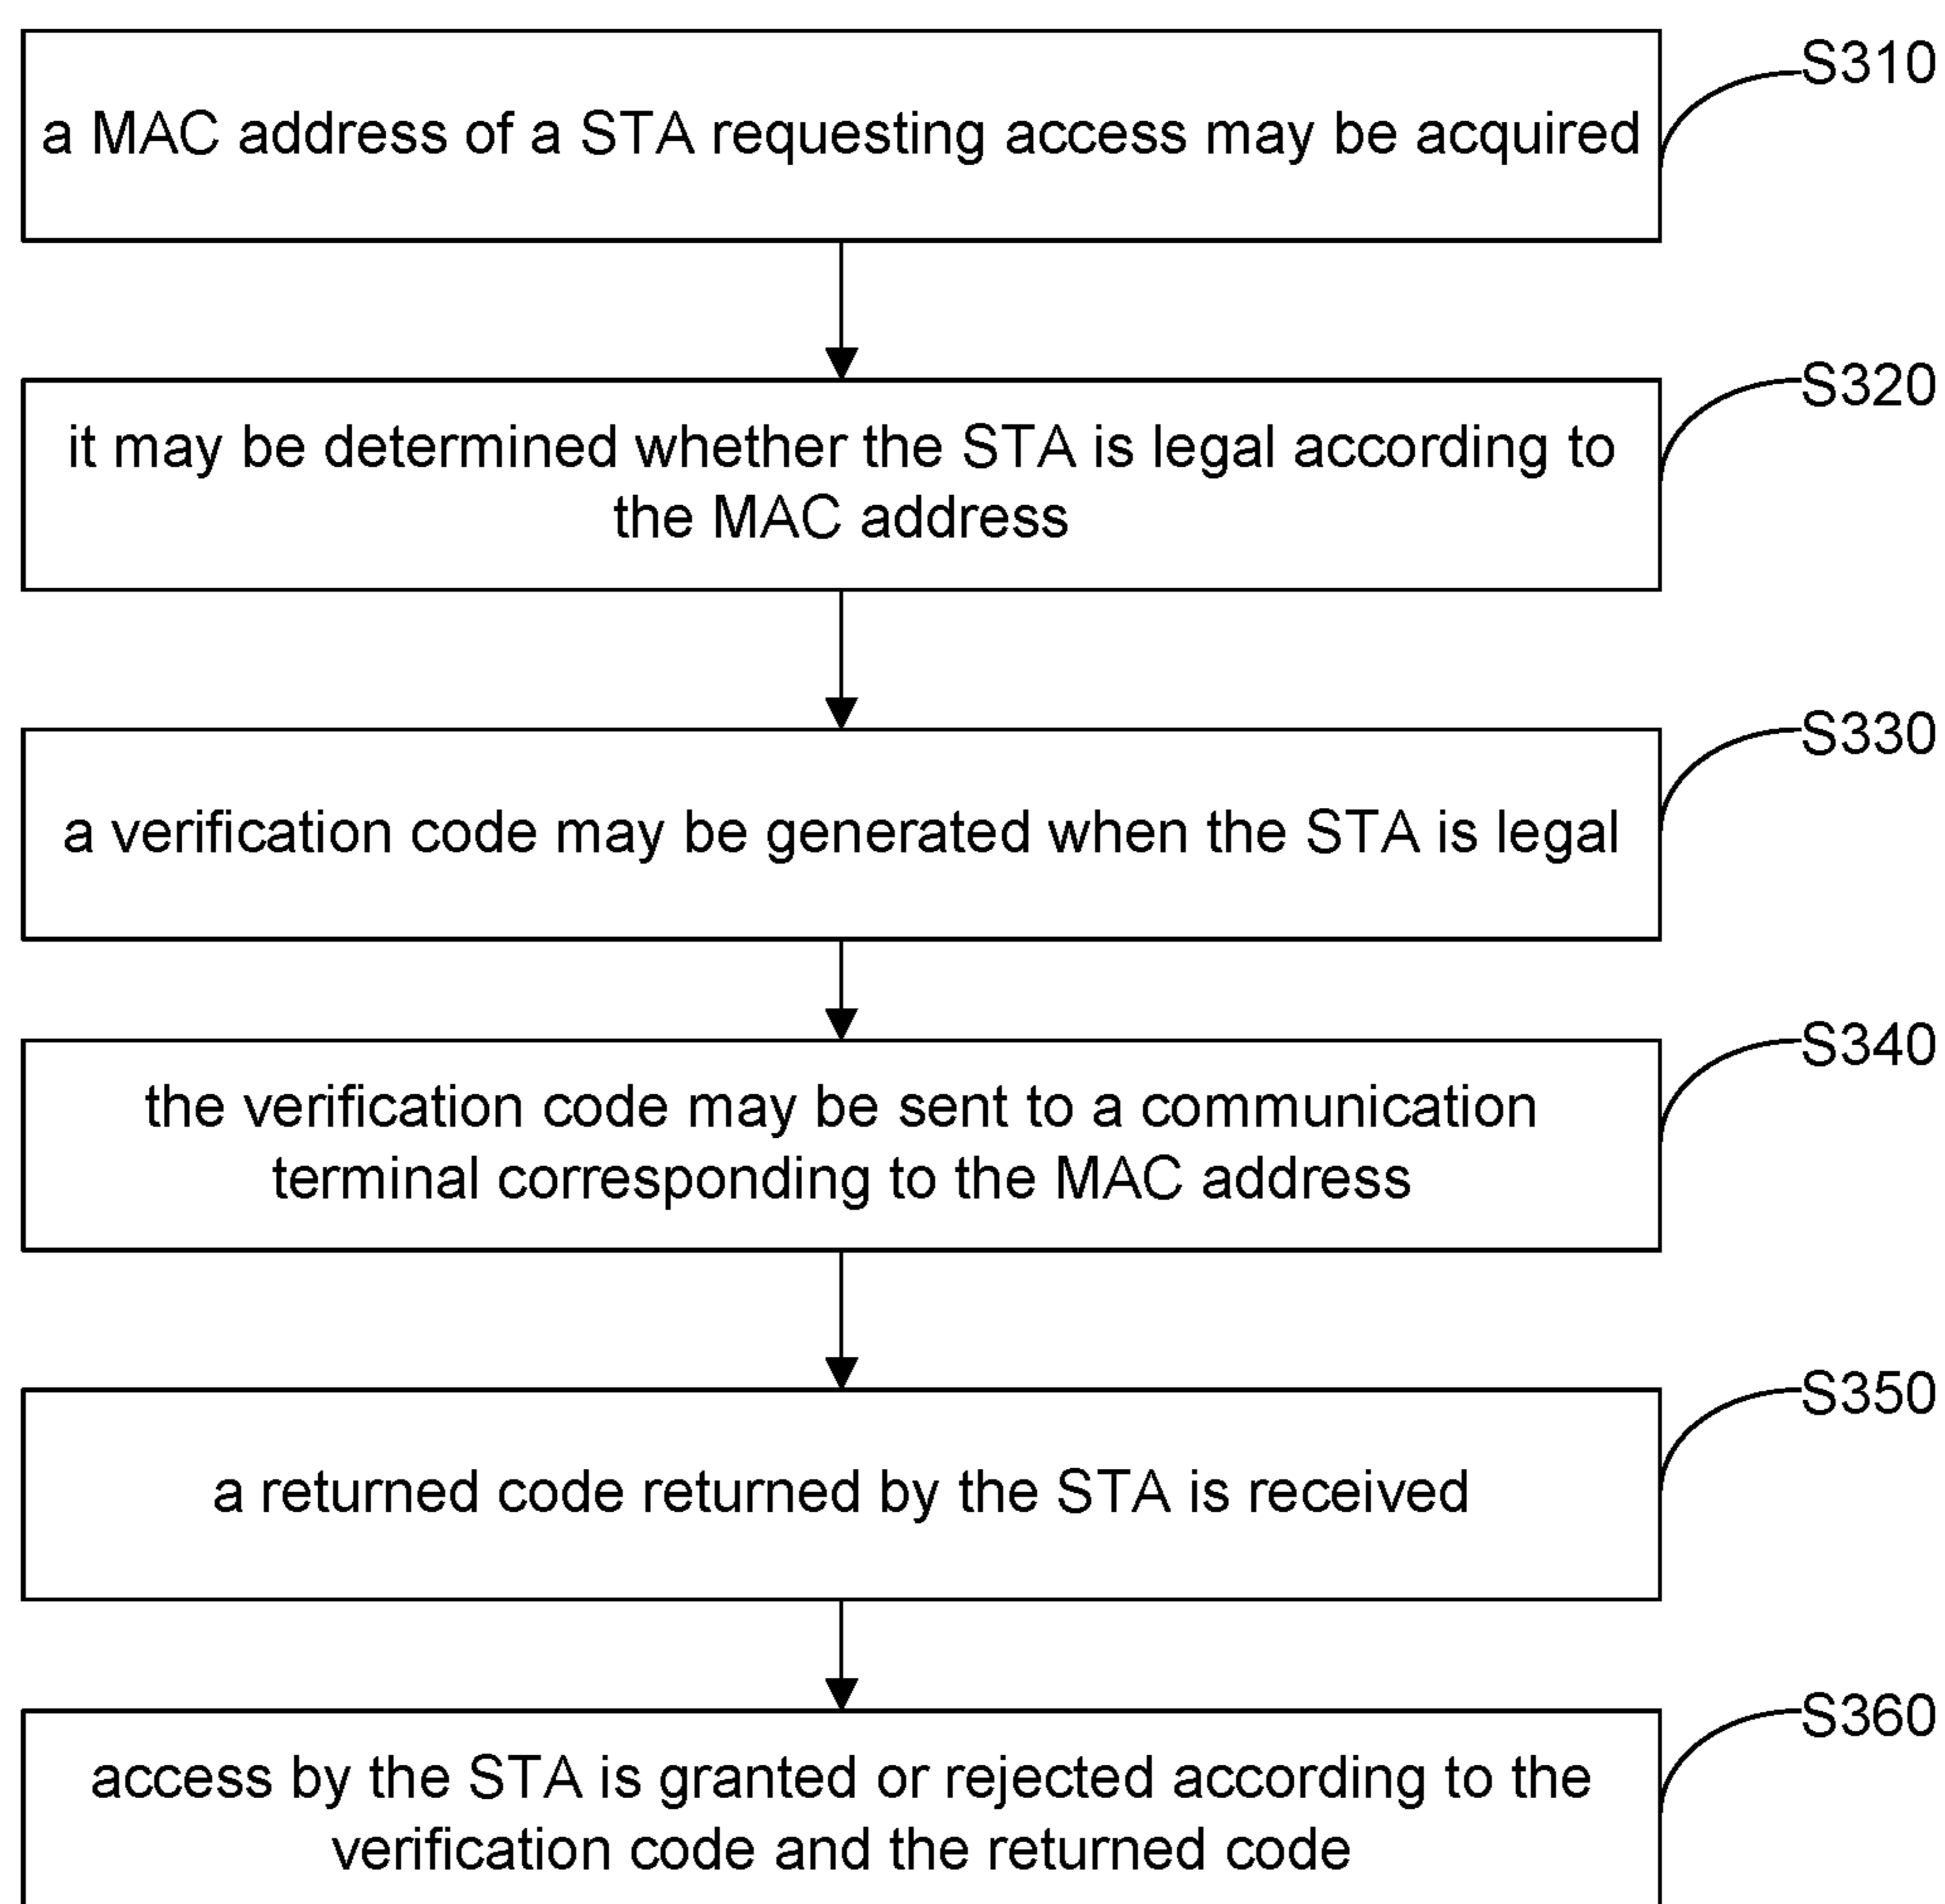 S310
a MAC address of a STA requesting access may be acquired
S320
it may be determined whether the STA is legal according to
the MAC address
S330
a verification code may be generated when the STA is legal
S340
the verification code may be sent to a communication
terminal corresponding to the MAC address
S350
a returned code returned by the STA is received
S360
access by the STA is granted or rejected according to the
verification code and the returned code